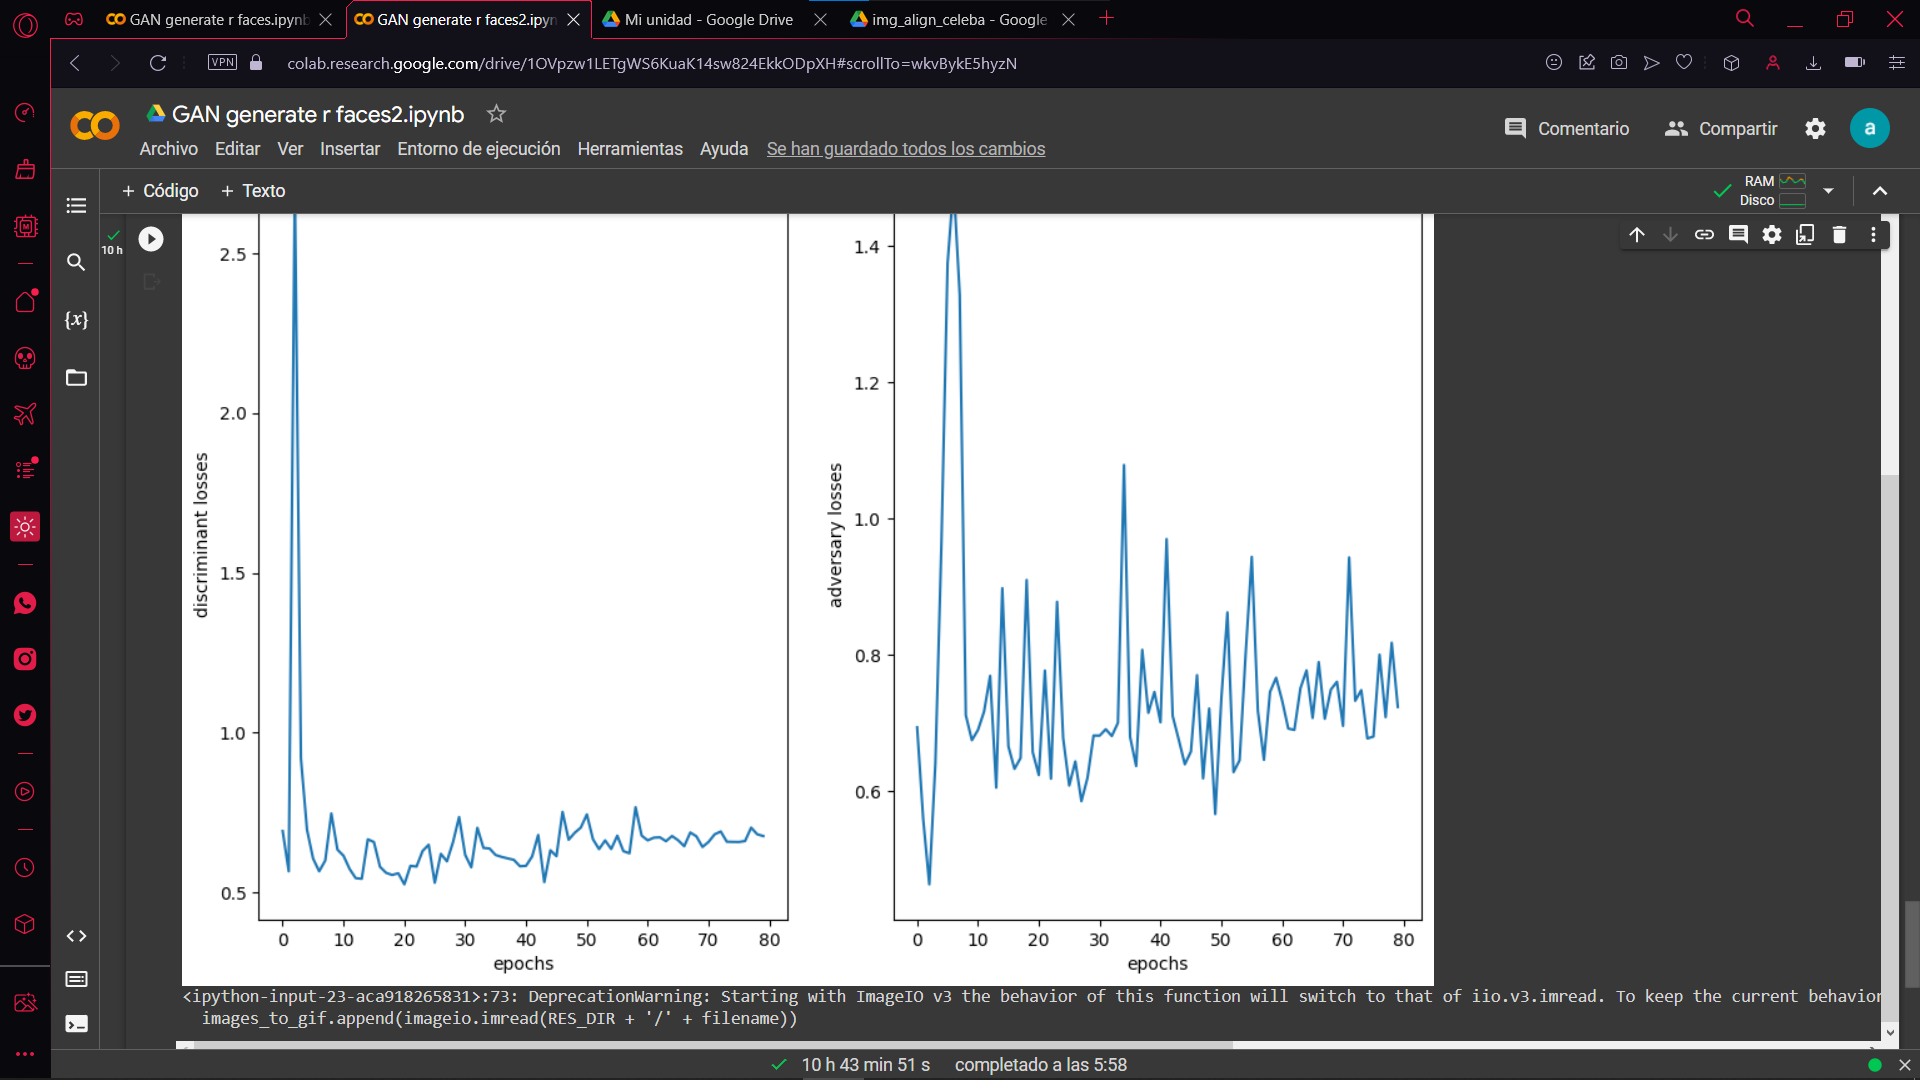 GAN generate r faces.ipynb
GAN generate r faces2.ipyn
Mi unidad - Google Drive
img_align_celeba - Google
VPN
colab.research.google.com/drive/1OVpzw1LETgWS6KuaK14sw824EkkODpXH#scrollTo=wkvBykE5hyzN
GAN generate r faces2.ipynb
Comentario
Compartir
a
Archivo Editar Ver Insertar Entorno de ejecución Herramientas Ayuda Se han guardado todos los cambios
+ Código + Texto
RAM
Disco
10 h
{x}
2.5
2.0
1.5
1.0
0.5
discriminant losses
0 10 20 30 40 50 60 70 80
epochs
1.4
1.2
1.0
0.8
0.6
adversary losses
0 10 20 30 40 50 60 70 80
epochs
<ipython-input-23-aca918265831>:73: DeprecationWarning: Starting with ImageIO v3 the behavior of this function will switch to that of iio.v3.imread. To keep the current behavior
images_to_gif.append(imageio.imread(RES_DIR + '/' + filename))
10 h 43 min 51 s completado a las 5:58